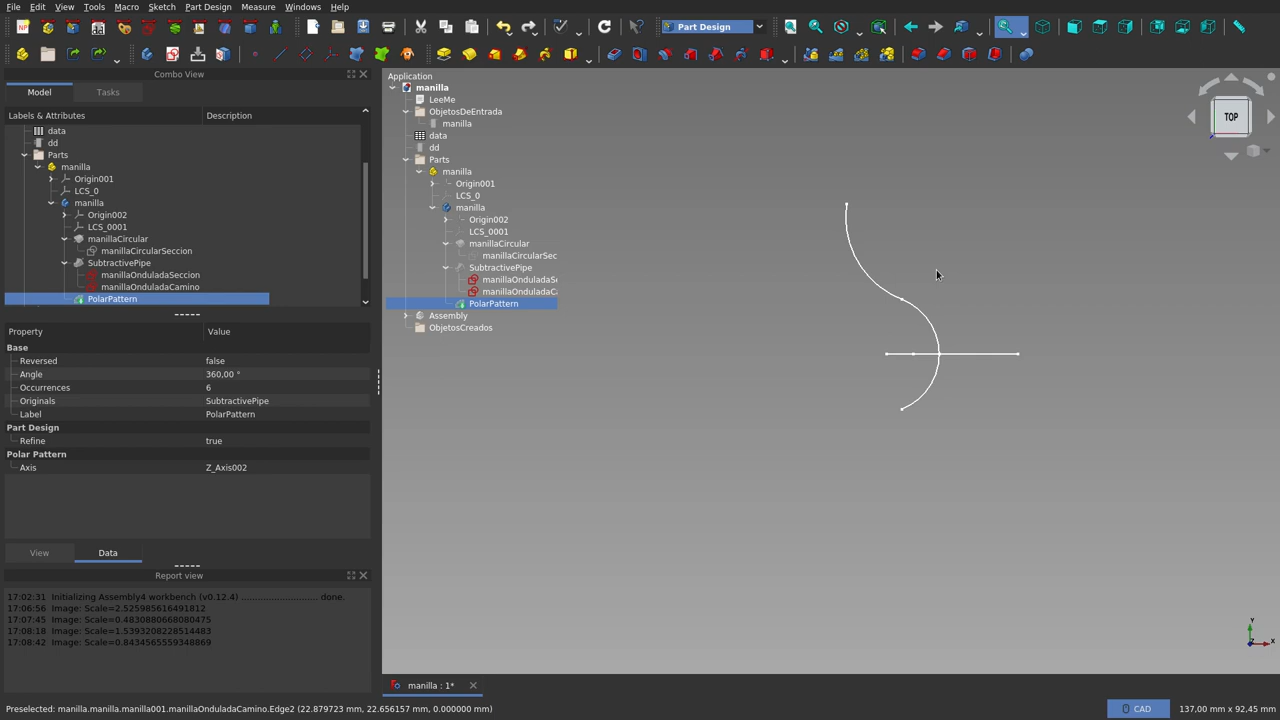 File Edit View Tools Macro Sketch Part Design Measure Windows Help
Part Design
Combo View
Model Tasks
Labels & Attributes Description
data
dd
Parts
manilla
Origin001
LCS_0
manilla
Origin002
LCS_0001
manillaCircular
manillaCircularSeccion
SubtractivePipe
manillaOnduladaSeccion
manillaOnduladaCamino
PolarPattern
Property Value
Base
Reversed false
Angle 360,00 °
Occurrences 6
Originals SubtractivePipe
Label PolarPattern
Part Design
Refine true
Polar Pattern
Axis Z_Axis002
View Data
Report view
17:02:31 Initializing Assembly4 workbench (v0.12.4) ............................ done.
17:06:56 Image: Scale=2.525985616491812
17:07:45 Image: Scale=0.4830880668080475
17:08:18 Image: Scale=1.5393208228514483
17:08:42 Image: Scale=0.8434565559348869
Application
manilla
LeeMe
ObjetosDeEntrada
manilla
data
dd
Parts
manilla
Origin001
LCS_0
manilla
Origin002
LCS_0001
manillaCircular
manillaCircularSec
SubtractivePipe
manillaOnduladaSe
manillaOnduladaC
PolarPattern
Assembly
ObjetosCreados
TOP
Y
Z X
manilla : 1*
Preselected: manilla.manilla.manilla001.manillaOnduladaCamino.Edge2 (22.879723 mm, 22.656157 mm, 0.000000 mm)
CAD 137,00 mm x 92,45 mm